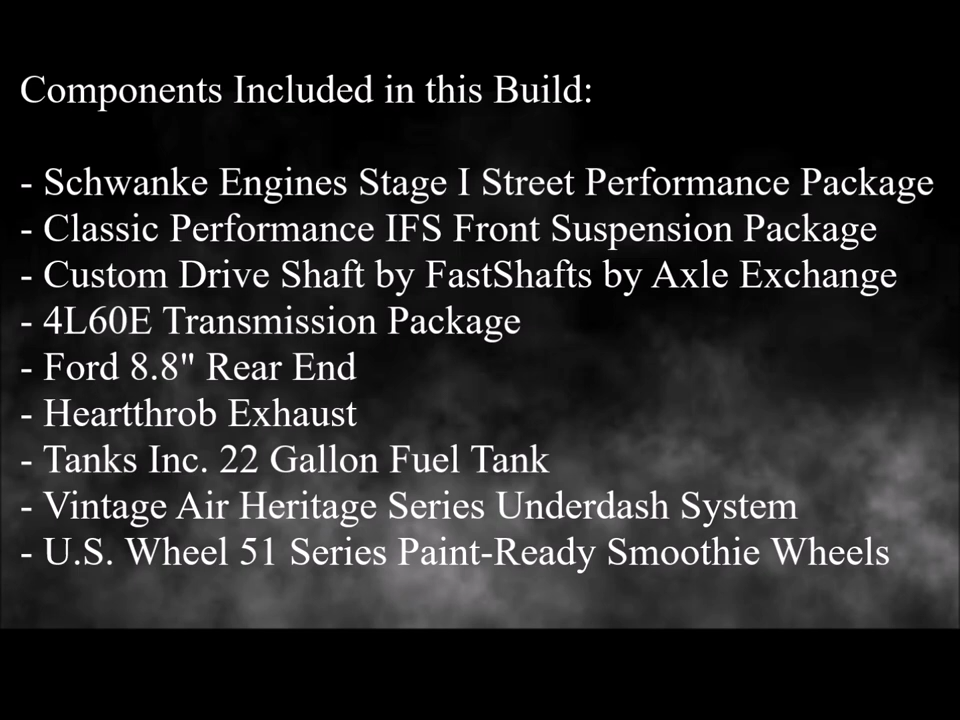 Components Included in this Build:
- Schwanke Engines Stage I Street Performance Package
- Classic Performance IFS Front Suspension Package
- Custom Drive Shaft by FastShafts by Axle Exchange
- 4L60E Transmission Package
- Ford 8.8" Rear End
- Heartthrob Exhaust
- Tanks Inc. 22 Gallon Fuel Tank
- Vintage Air Heritage Series Underdash System
- U.S. Wheel 51 Series Paint-Ready Smoothie Wheels